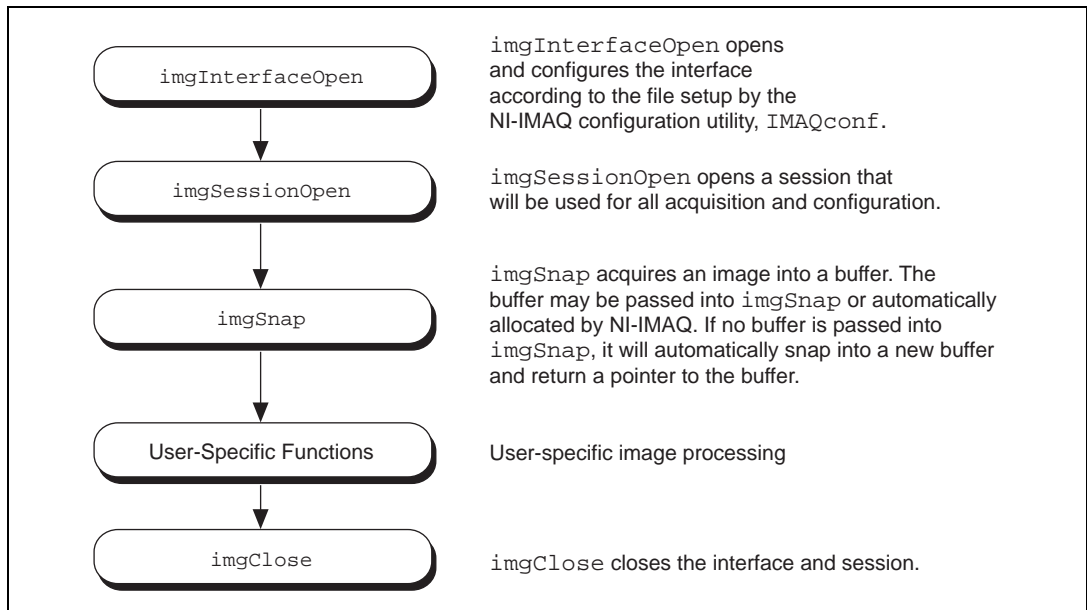 imgInterfaceOpen
imgInterfaceOpen opens
and configures the interface
according to the file setup by the
NI-IMAQ configuration utility, IMAQconf.
imgSessionOpen
imgSessionOpen opens a session that
will be used for all acquisition and configuration.
imgSnap
imgSnap acquires an image into a buffer. The
buffer may be passed into imgSnap or automatically
allocated by NI-IMAQ. If no buffer is passed into
imgSnap, it will automatically snap into a new buffer
and return a pointer to the buffer.
User-Specific Functions
User-specific image processing
imgClose
imgClose closes the interface and session.